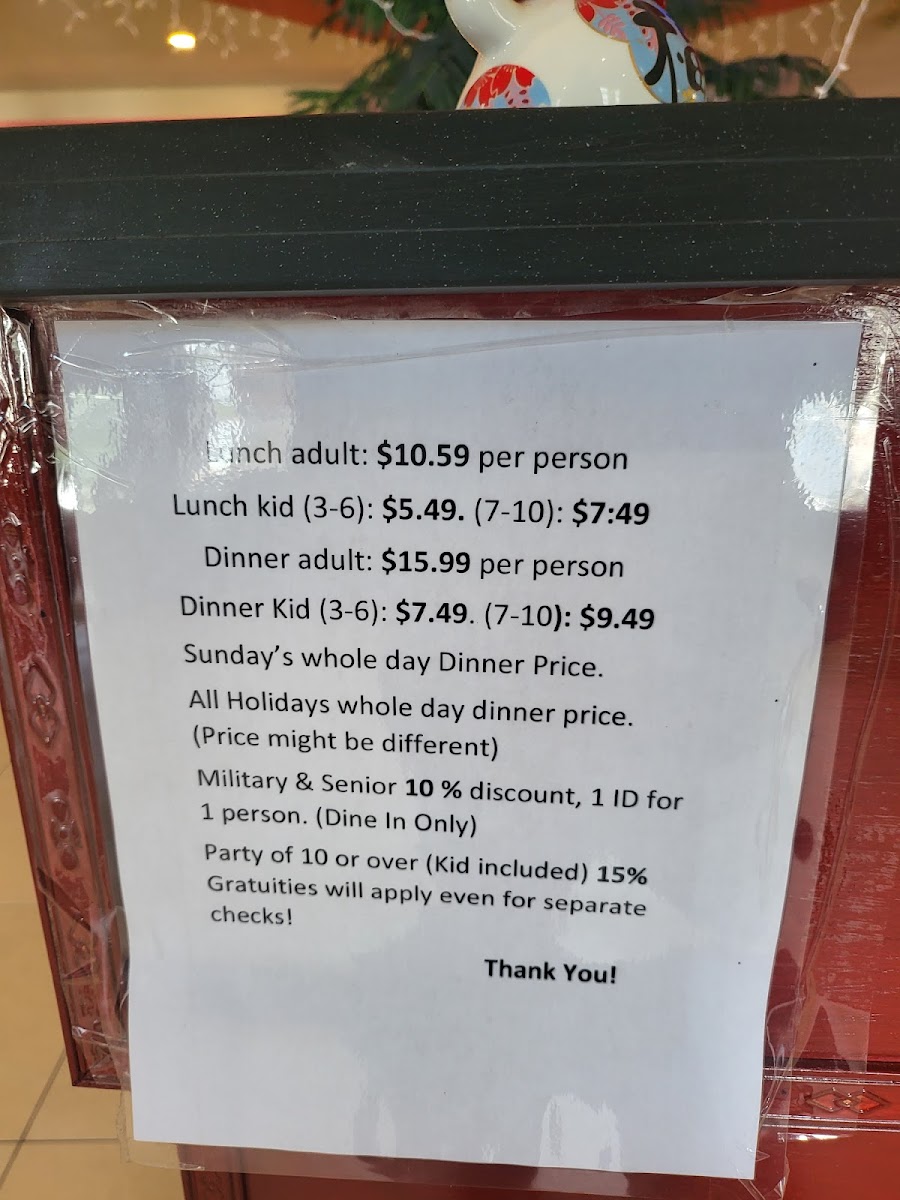 Lunch adult: $10.59 per person
Lunch kid (3-6): $5.49. (7-10): $7:49
Dinner adult: $15.99 per person
Dinner Kid (3-6): $7.49. (7-10): $9.49
Sunday's whole day Dinner Price.
All Holidays whole day dinner price.
(Price might be different)
Military & Senior 10 % discount, 1 ID for
1 person. (Dine In Only)
Party of 10 or over (Kid included) 15%
Gratuities will apply even for separate
checks!
Thank You!